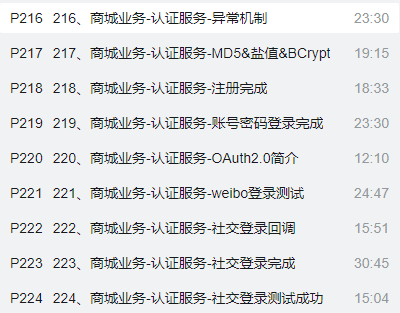 P216 216、商城业务-认证服务-异常机制 23:30
P217 217、商城业务-认证服务-MD5&盐值&BCrypt 19:15
P218 218、商城业务-认证服务-注册完成 18:33
P219 219、商城业务-认证服务-账号密码登录完成 23:30
P220 220、商城业务-认证服务-OAuth2.0简介 12:10
P221 221、商城业务-认证服务-weibo登录测试 24:47
P222 222、商城业务-认证服务-社交登录回调 15:51
P223 223、商城业务-认证服务-社交登录完成 30:45
P224 224、商城业务-认证服务-社交登录测试成功 15:04